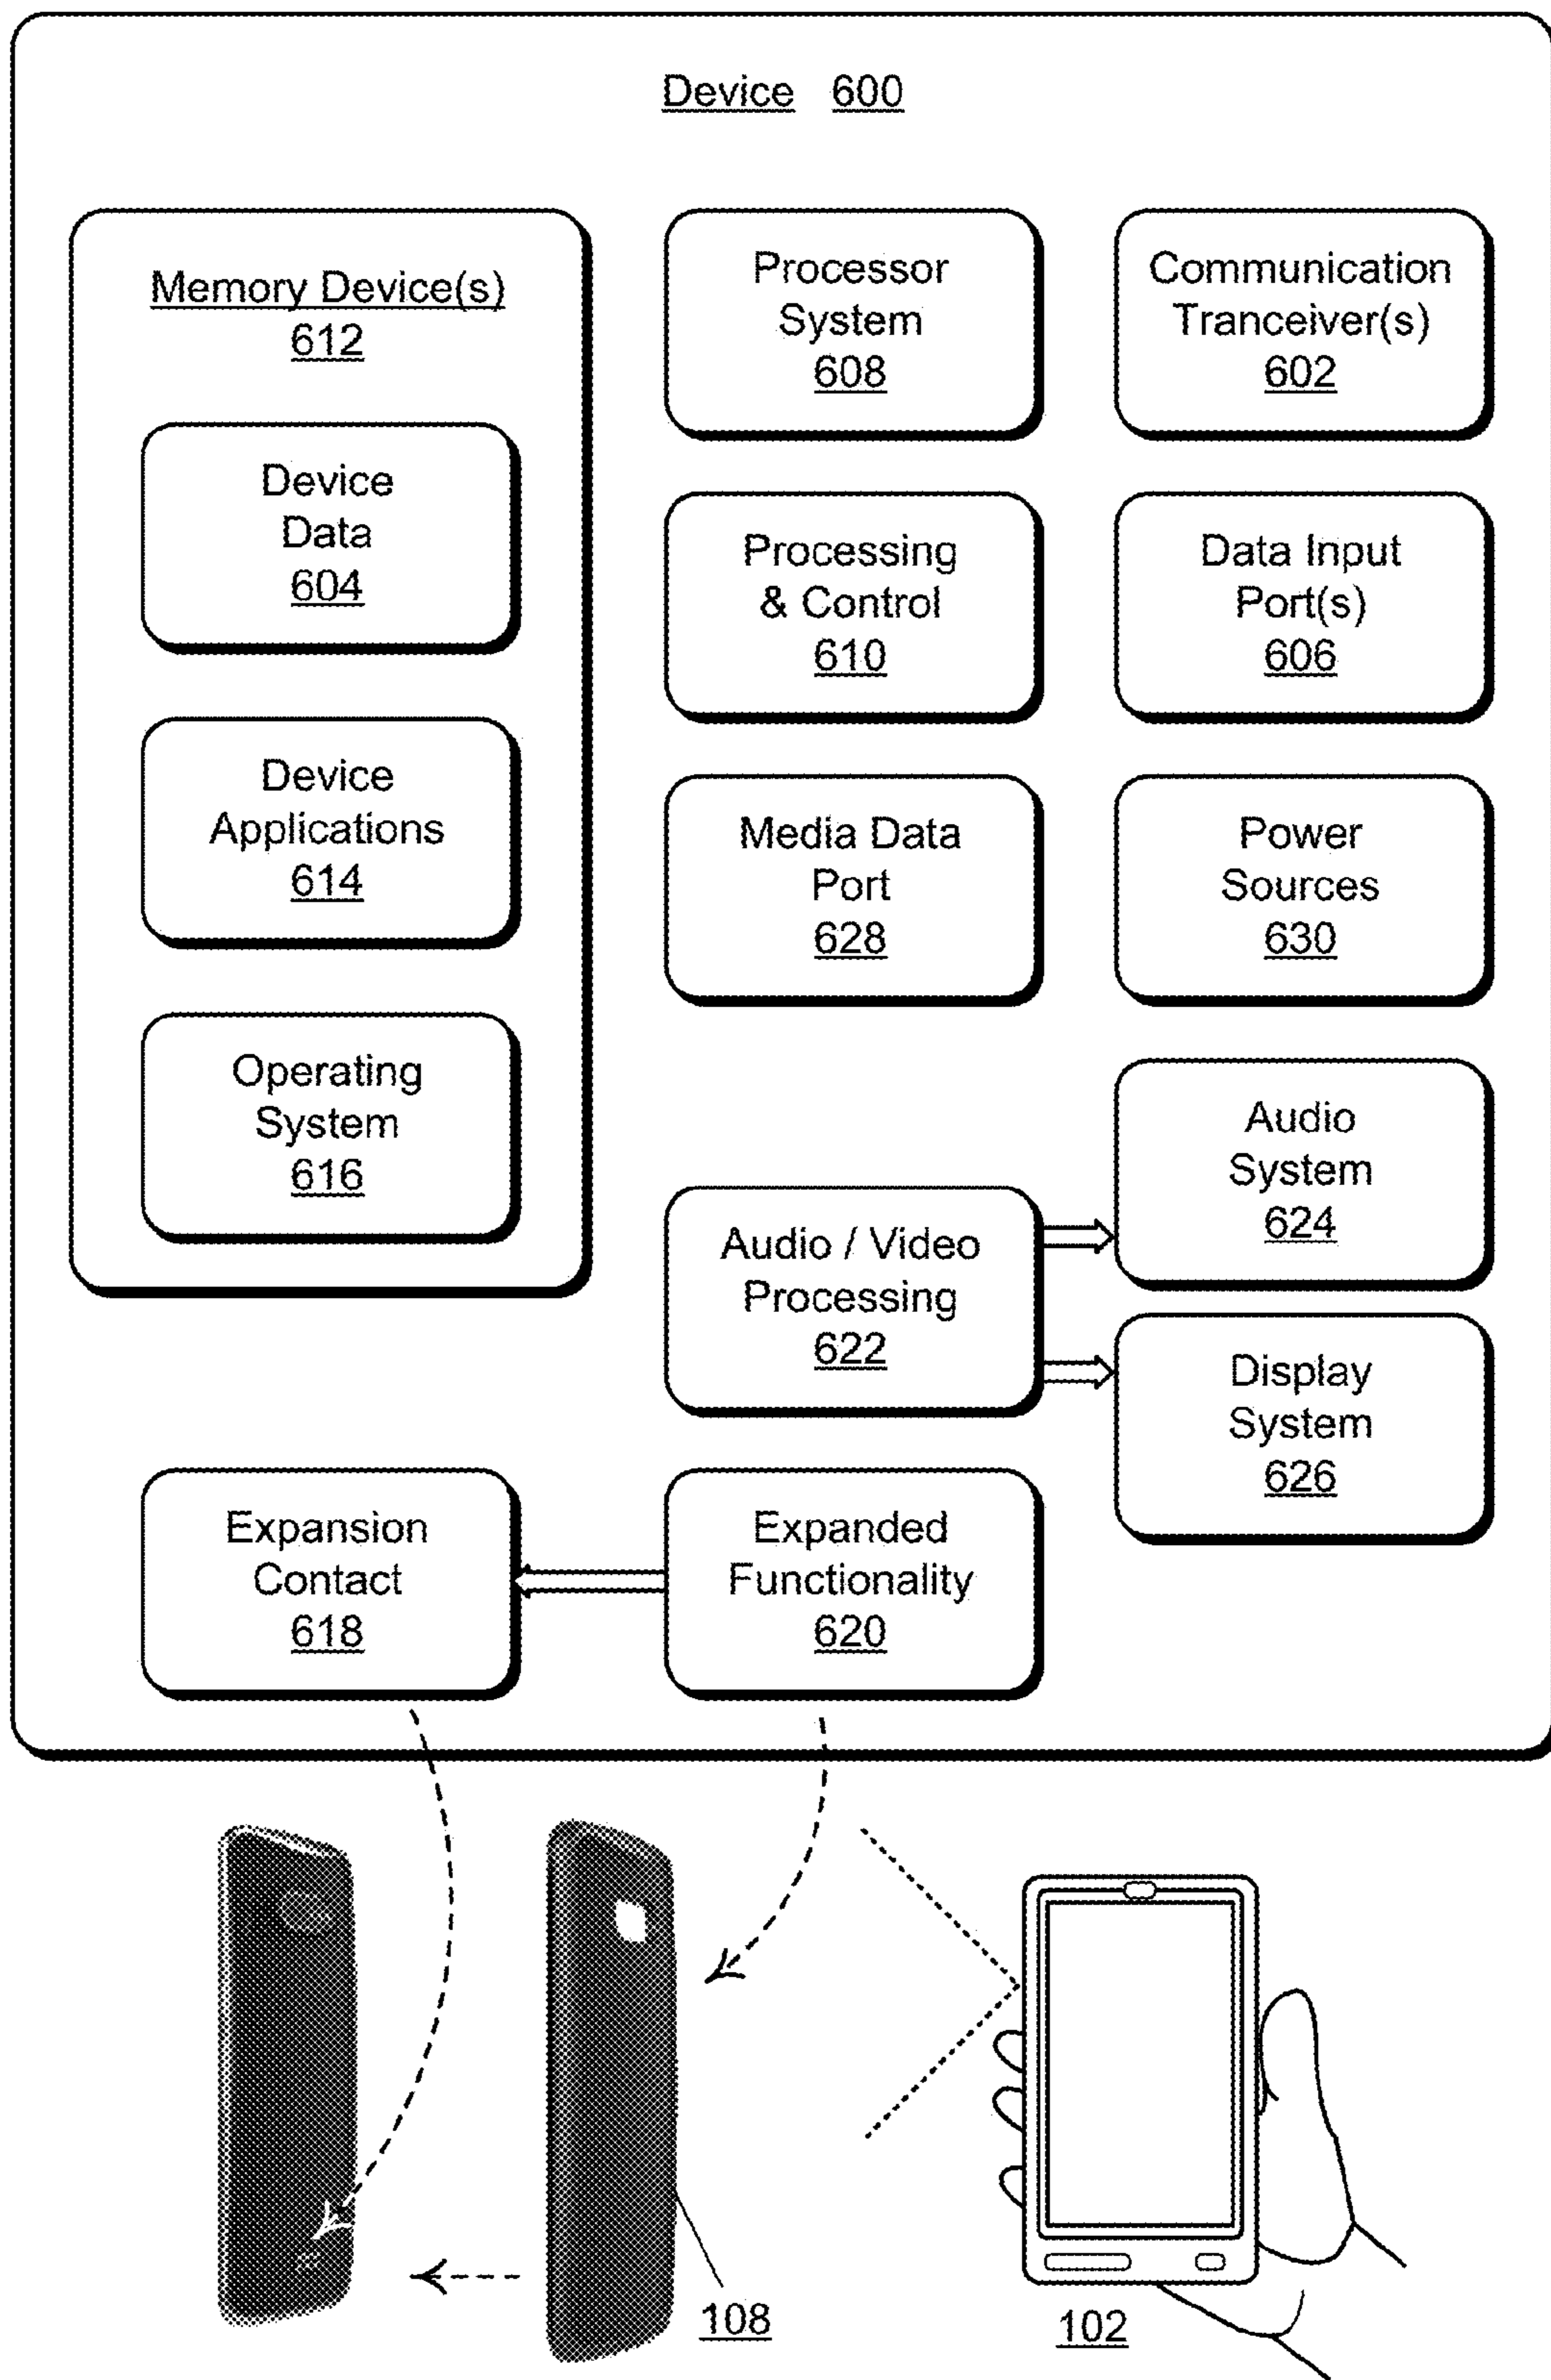 Device 600
Memory Device(s)
612
Device
Data
604
Device
Applications
614
Operating
System
616
Processor
System
608
Communication
Tranceiver(s)
602
Processing
& Control
610
Data Input
Port(s)
606
Media Data
Port
628
Power
Sources
630
Audio / Video
Processing
622
Audio
System
624
Display
System
626
Expansion
Contact
618
Expanded
Functionality
620
108
102